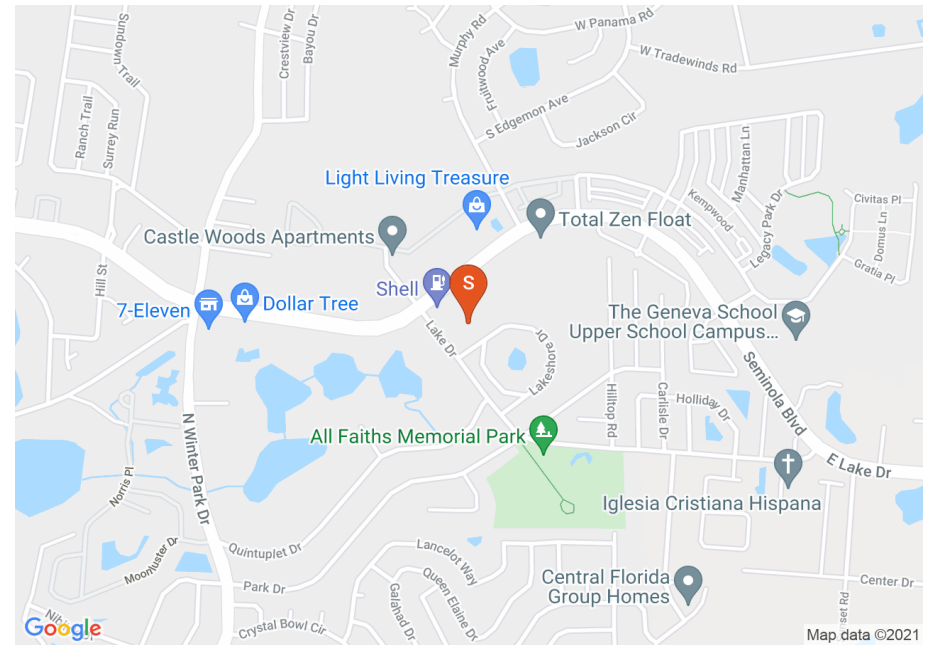 Sundown Trail
Crestview Dr
Bayou Dr
Murphy Rd
Fruitwood Ave
W Panama Rd
W Tradewinds Rd
Ranch Trail
Surrey Run
S Edgemon Ave
Jackson Cir
Manhattan Ln
Kempwood
Legacy Park Dr
Civitas Pl
Domus Ln
Gratia Pl
Light Living Treasure
Total Zen Float
Castle Woods Apartments
Hill St
Shell
S
7-Eleven
Dollar Tree
The Geneva School
Upper School Campus...
Lake Dr
Lakeshore Dr
Seminola Blvd
Hilltop Rd
Carlisle Dr
Holliday Dr
N Winter Park Dr
All Faiths Memorial Park
E Lake Dr
Norris Pl
Iglesia Cristiana Hispana
Moonluster Dr
Quintuplet Dr
Park Dr
Lancelot Way
Queen Elaine Dr
Galahad Dr
Central Florida
Group Homes
Center Dr
Crystal Bowl Cir
Google
Map data ©2021